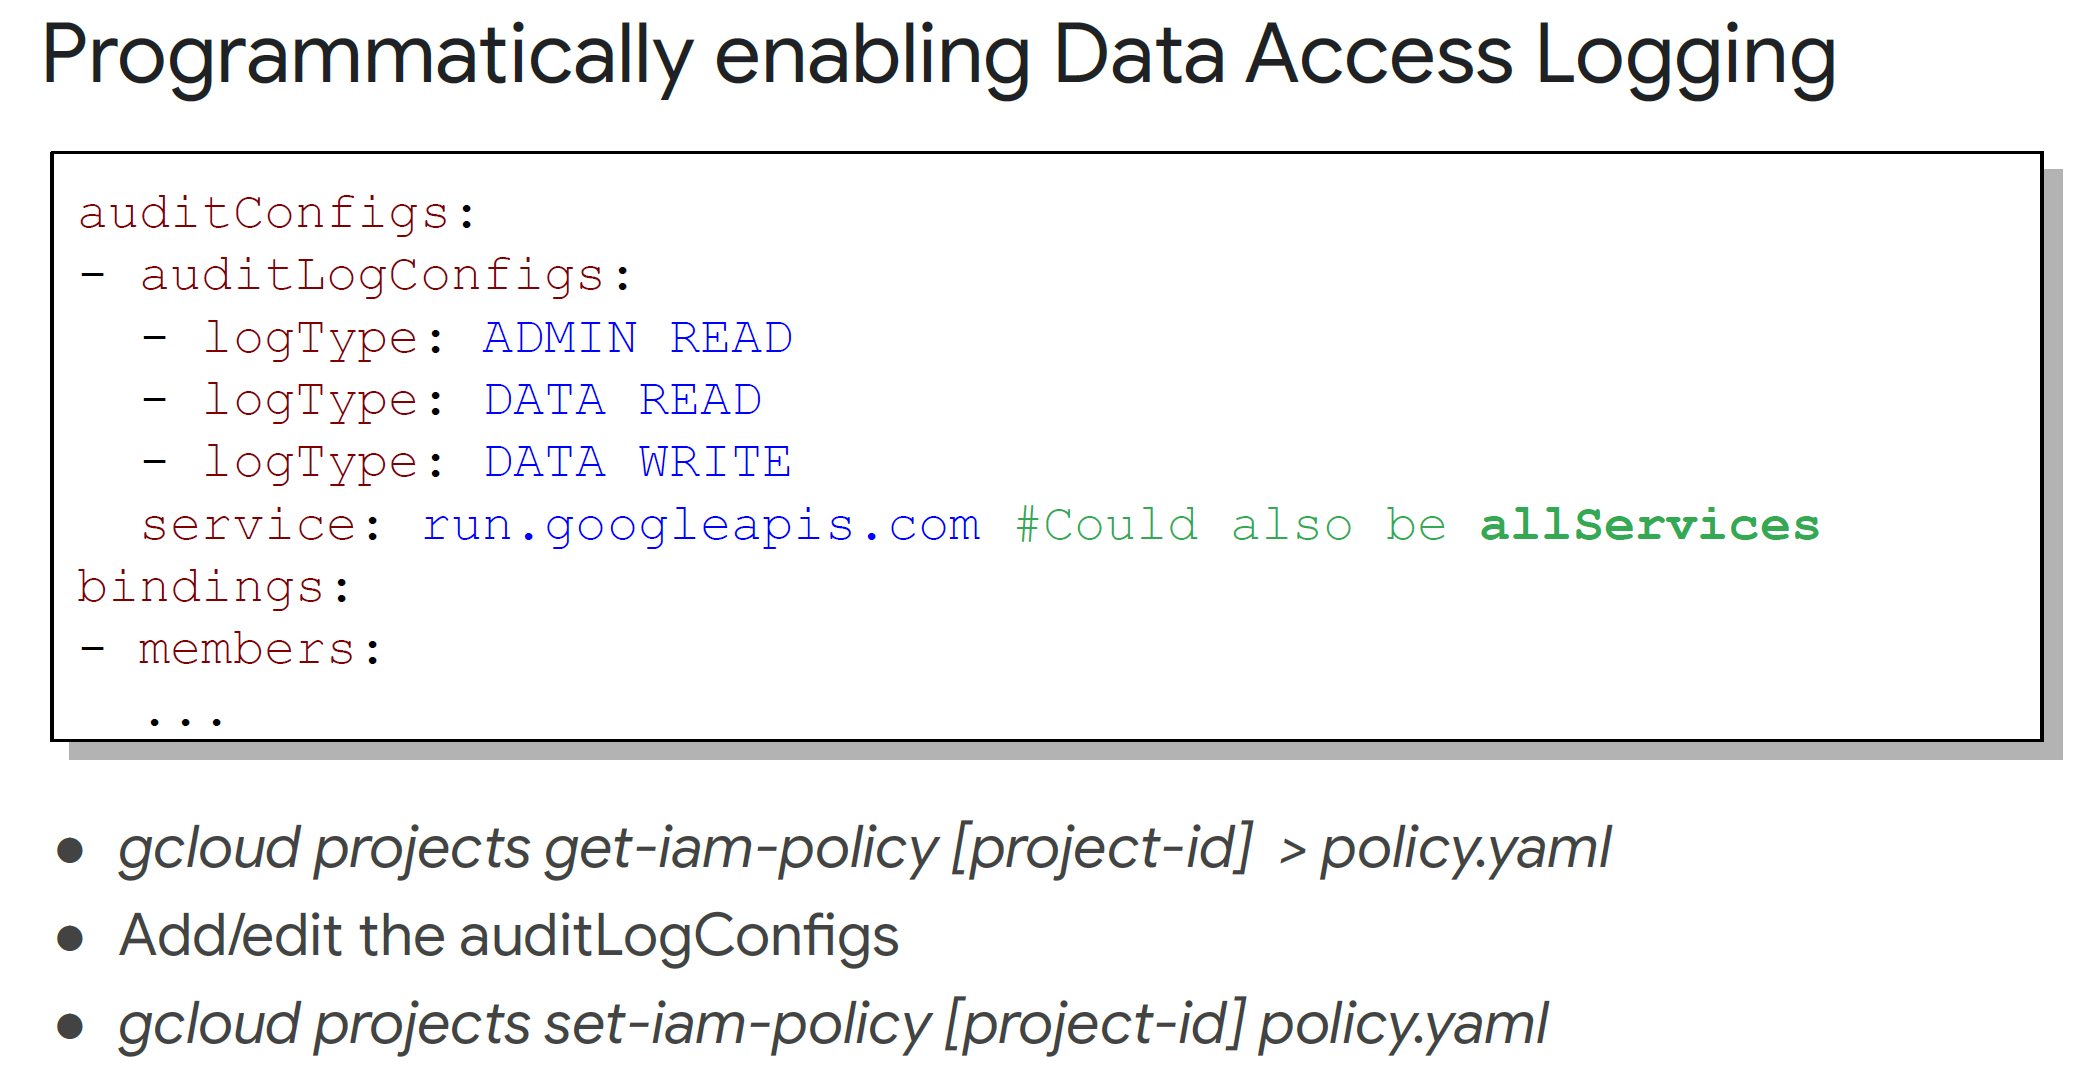 Programmatically enabling Data Access Logging
auditConfigs:
- auditLogConfigs:
  - logType: ADMIN READ
  - logType: DATA READ
  - logType: DATA WRITE
  service: run.googleapis.com #Could also be allServices
bindings:
- members:
  ...
● gcloud projects get-iam-policy [project-id] > policy.yaml
● Add/edit the auditLogConfigs
● gcloud projects set-iam-policy [project-id] policy.yaml